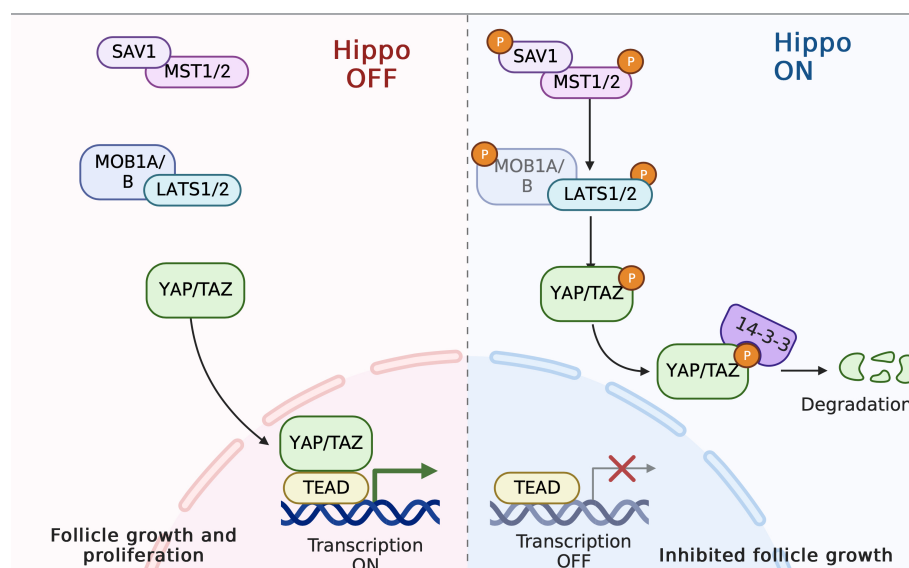 Hippo
OFF
SAV1
MST1/2
MOB1A/
B
LATS1/2
YAP/TAZ
YAP/TAZ
TEAD
Transcription
ON
Follicle growth and
proliferation
Hippo
ON
P
SAV1
P
MST1/2
P
MOB1A/
B
P
LATS1/2
P
YAP/TAZ
14-3-3
P
YAP/TAZ
Degradation
TEAD
Transcription
OFF
Inhibited follicle growth